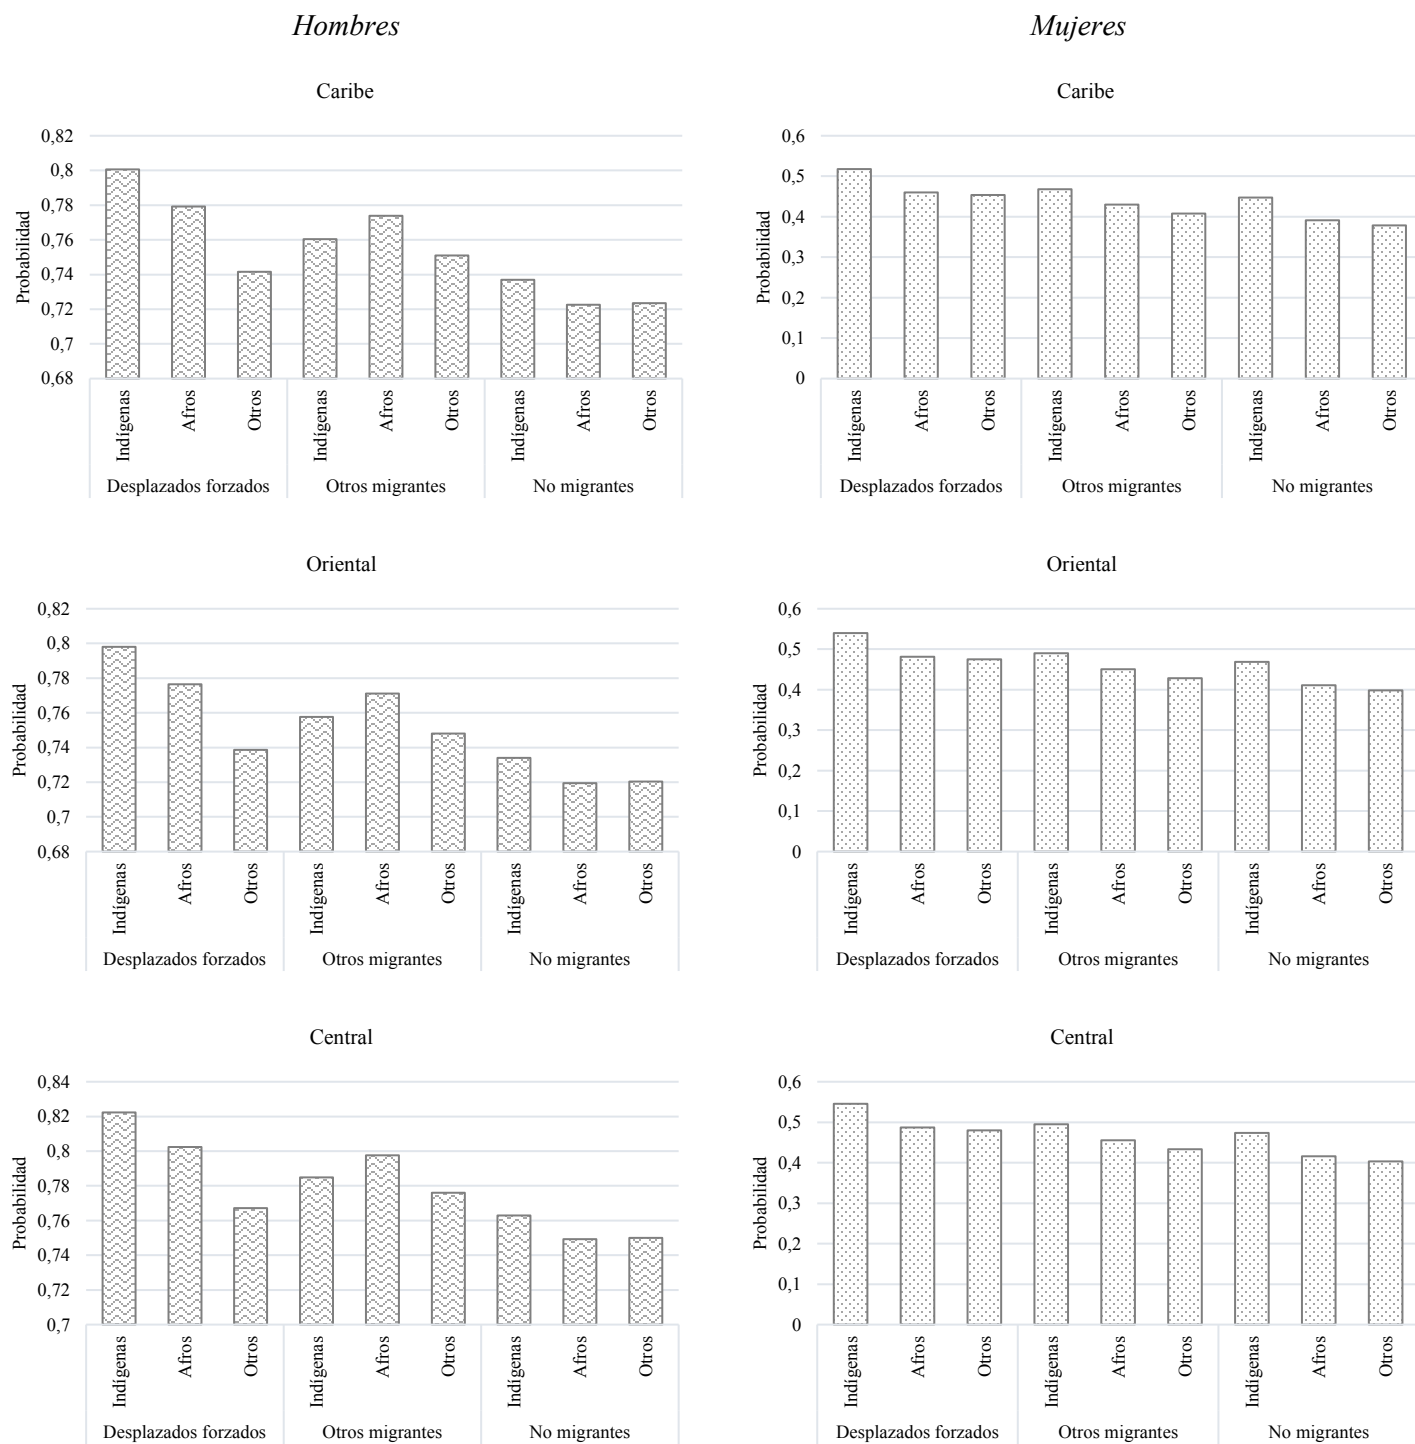 Hombres
Mujeres
Caribe
0,82
0,8
0,78
0,76
0,74
0,72
0,7
0,68
Probabilidad
Indígenas
Afros
Otros
Indígenas
Afros
Otros
Indígenas
Afros
Otros
Desplazados forzados
Otros migrantes
No migrantes
Caribe
0,6
0,5
0,4
0,3
0,2
0,1
0
Probabilidad
Indígenas
Afros
Otros
Indígenas
Afros
Otros
Indígenas
Afros
Otros
Desplazados forzados
Otros migrantes
No migrantes
Oriental
0,82
0,8
0,78
0,76
0,74
0,72
0,7
0,68
Probabilidad
Indígenas
Afros
Otros
Indígenas
Afros
Otros
Indígenas
Afros
Otros
Desplazados forzados
Otros migrantes
No migrantes
Oriental
0,6
0,5
0,4
0,3
0,2
0,1
0
Probabilidad
Indígenas
Afros
Otros
Indígenas
Afros
Otros
Indígenas
Afros
Otros
Desplazados forzados
Otros migrantes
No migrantes
Central
0,84
0,82
0,8
0,78
0,76
0,74
0,72
0,7
Probabilidad
Indígenas
Afros
Otros
Indígenas
Afros
Otros
Indígenas
Afros
Otros
Desplazados forzados
Otros migrantes
No migrantes
Central
0,6
0,5
0,4
0,3
0,2
0,1
0
Probabilidad
Indígenas
Afros
Otros
Indígenas
Afros
Otros
Indígenas
Afros
Otros
Desplazados forzados
Otros migrantes
No migrantes